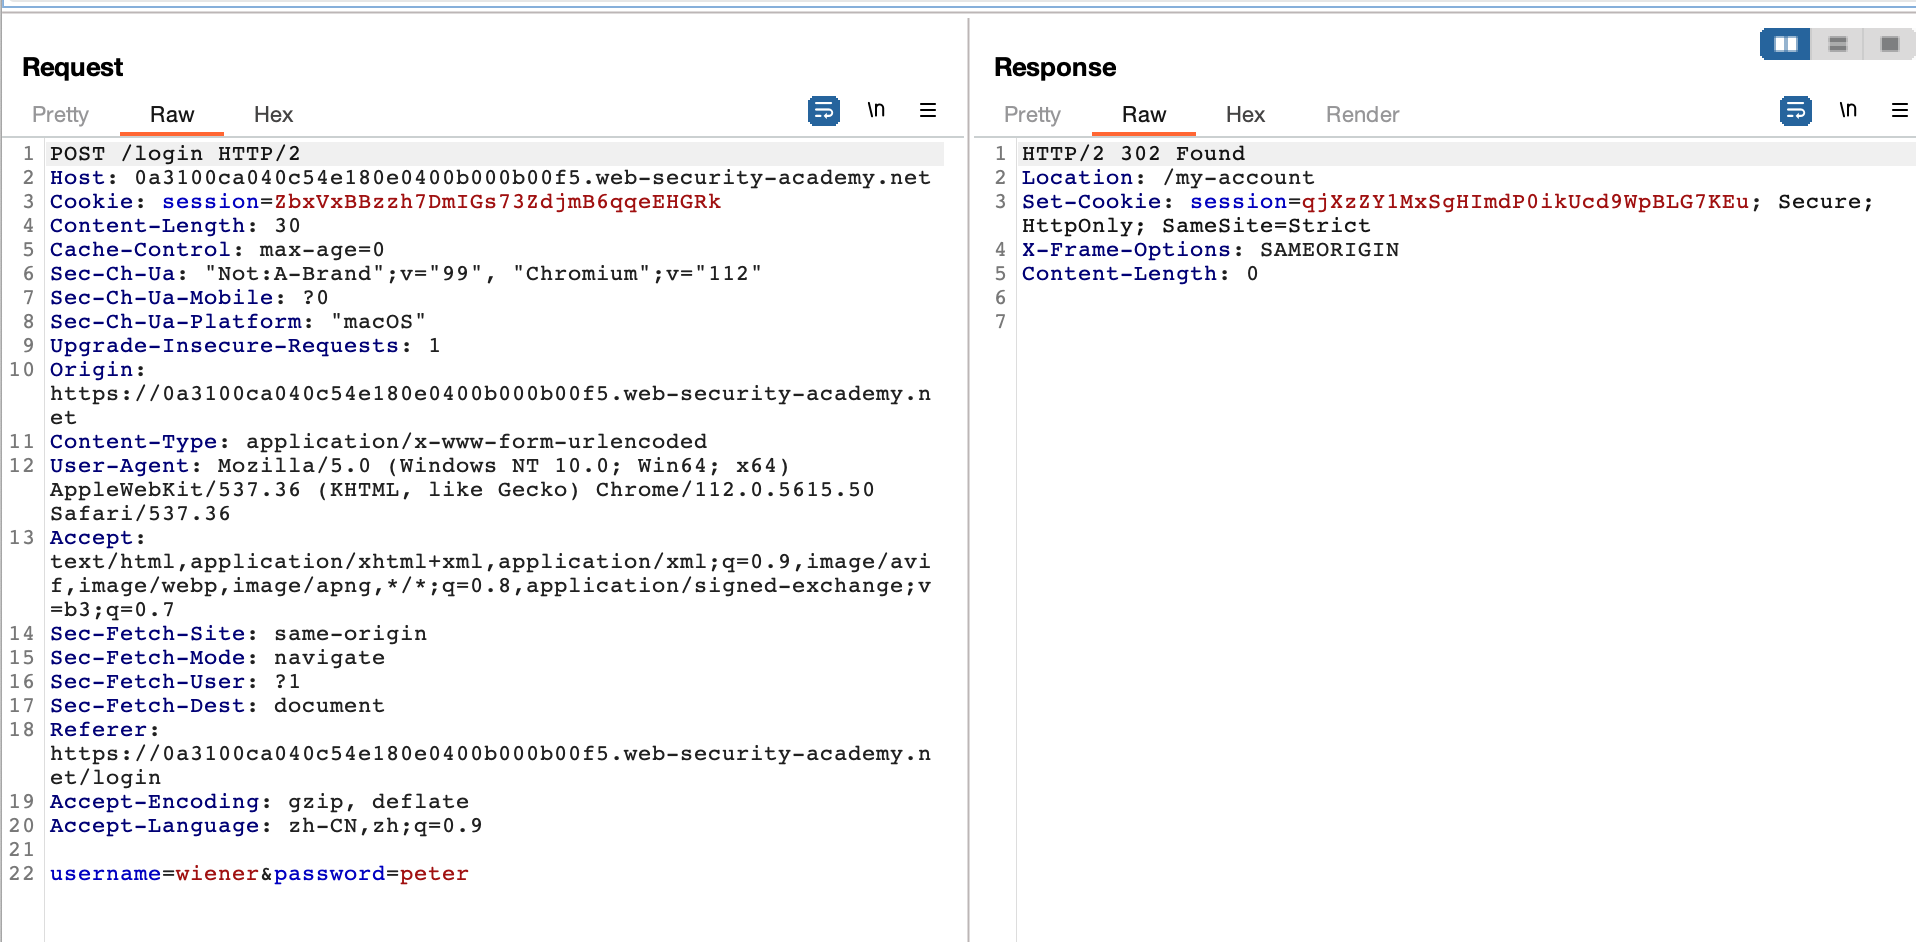 Request
Pretty Raw Hex \n
1 POST /login HTTP/2
2 Host: 0a3100ca040c54e180e0400b000b00f5.web-security-academy.net
3 Cookie: session=ZbxVxBBzzh7DmIGs73ZdjmB6qqeEHGRk
4 Content-Length: 30
5 Cache-Control: max-age=0
6 Sec-Ch-Ua: "Not:A-Brand";v="99", "Chromium";v="112"
7 Sec-Ch-Ua-Mobile: ?0
8 Sec-Ch-Ua-Platform: "macOS"
9 Upgrade-Insecure-Requests: 1
10 Origin:
https://0a3100ca040c54e180e0400b000b00f5.web-security-academy.n
et
11 Content-Type: application/x-www-form-urlencoded
12 User-Agent: Mozilla/5.0 (Windows NT 10.0; Win64; x64)
AppleWebKit/537.36 (KHTML, like Gecko) Chrome/112.0.5615.50
Safari/537.36
13 Accept:
text/html,application/xhtml+xml,application/xml;q=0.9,image/avi
f,image/webp,image/apng,*/*;q=0.8,application/signed-exchange;v
=b3;q=0.7
14 Sec-Fetch-Site: same-origin
15 Sec-Fetch-Mode: navigate
16 Sec-Fetch-User: ?1
17 Sec-Fetch-Dest: document
18 Referer:
https://0a3100ca040c54e180e0400b000b00f5.web-security-academy.n
et/login
19 Accept-Encoding: gzip, deflate
20 Accept-Language: zh-CN,zh;q=0.9
21
22 username=wiener&password=peter
Response
Pretty Raw Hex Render \n
1 HTTP/2 302 Found
2 Location: /my-account
3 Set-Cookie: session=qjXzZY1MxSgHImdP0ikUcd9WpBLG7KEu; Secure;
HttpOnly; SameSite=Strict
4 X-Frame-Options: SAMEORIGIN
5 Content-Length: 0
6
7